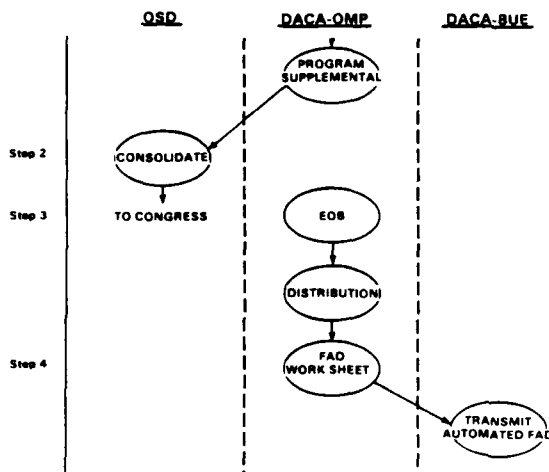 OSD DACA-OMP DACA-BUE
PROGRAM
SUPPLEMENTAL
Step 2
CONSOLIDATE
Step 3
TO CONGRESS
EOB
DISTRIBUTION
Step 4
FAD
WORK SHEET
TRANSMIT
AUTOMATED FAD